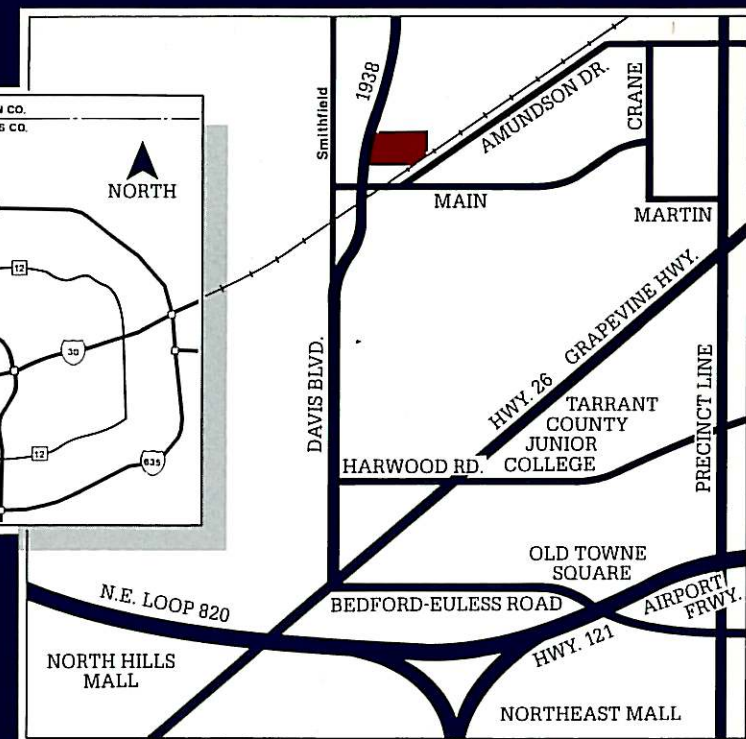 N CO.
S CO.
NORTH
12
30
12
635
Smithfield
1938
AMUNDSON DR.
CRANE
MAIN
MARTIN
GRAPEVINE HWY.
HWY. 26
DAVIS BLVD.
PRECINCT LINE
TARRANT
COUNTY
JUNIOR
COLLEGE
HARWOOD RD.
OLD TOWNE
SQUARE
N.E. LOOP 820
BEDFORD-EULESS ROAD
AIRPORT
FRWY.
HWY. 121
NORTH HILLS
MALL
NORTHEAST MALL